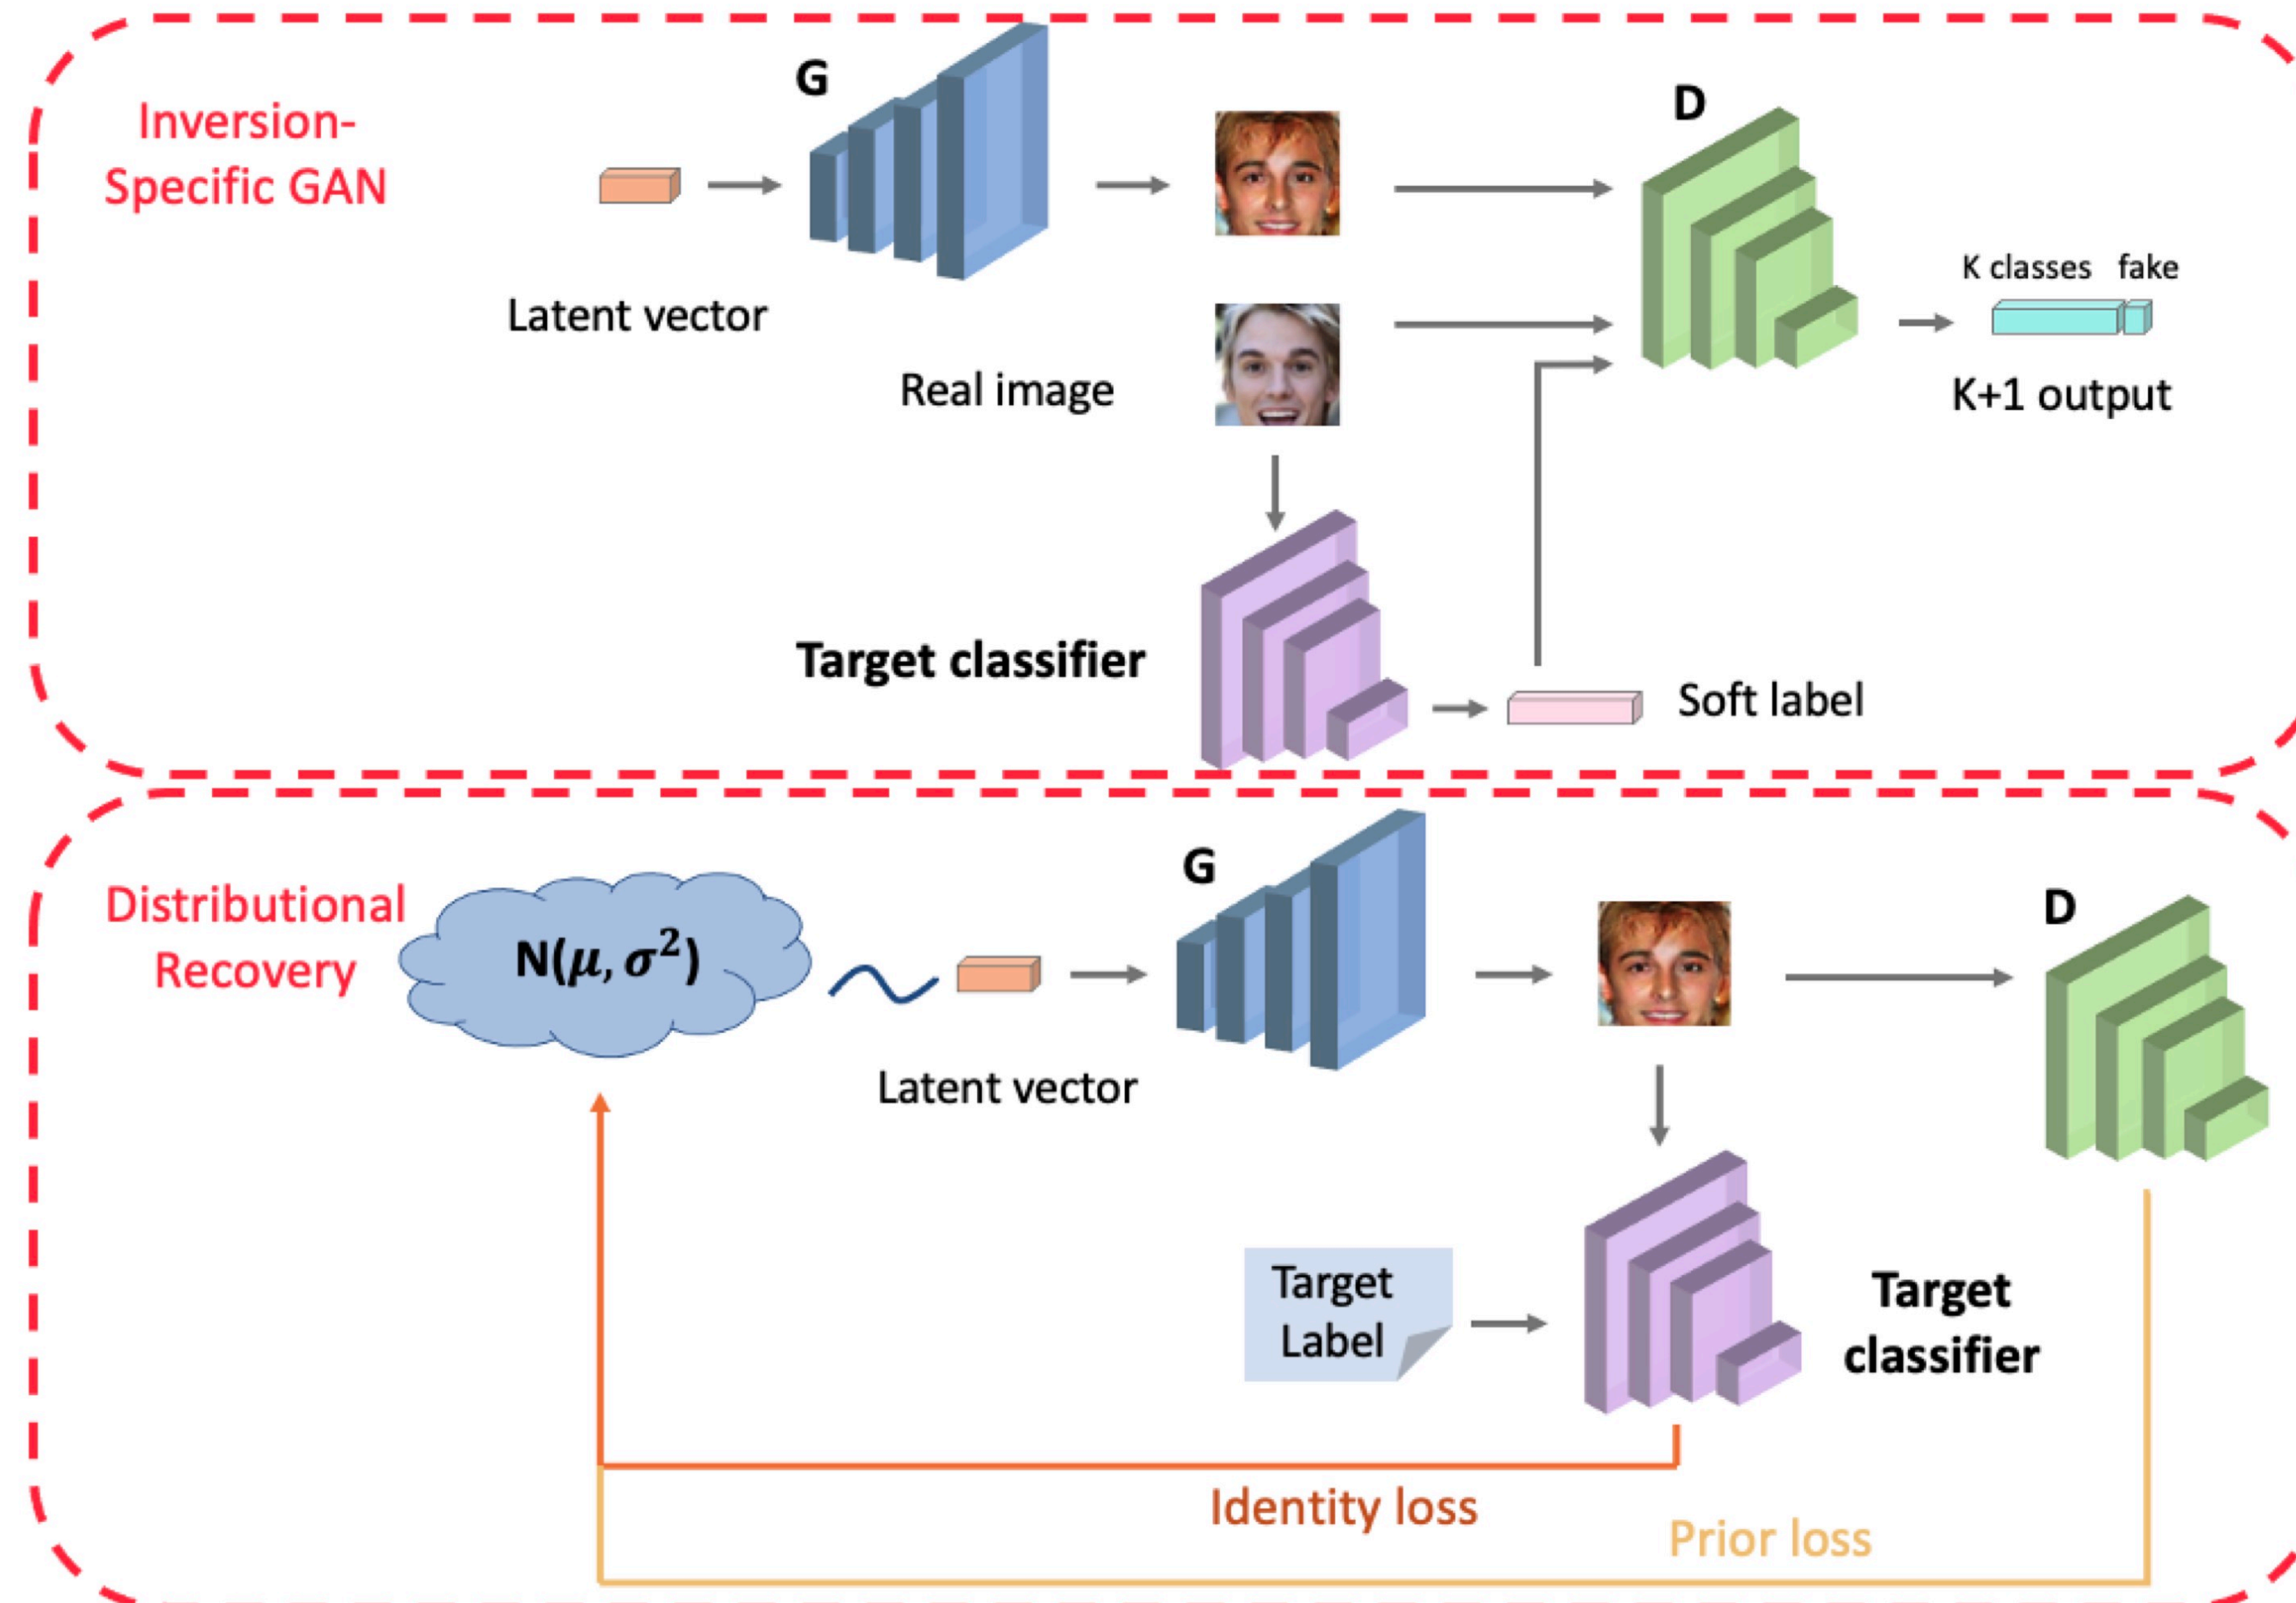 Inversion-
Specific GAN
G
D
Latent vector
Real image
K classes fake
K+1 output
Target classifier
Soft label
Distributional
Recovery
N(μ, σ²)
G
D
Latent vector
Target
Label
Target
classifier
Identity loss
Prior loss